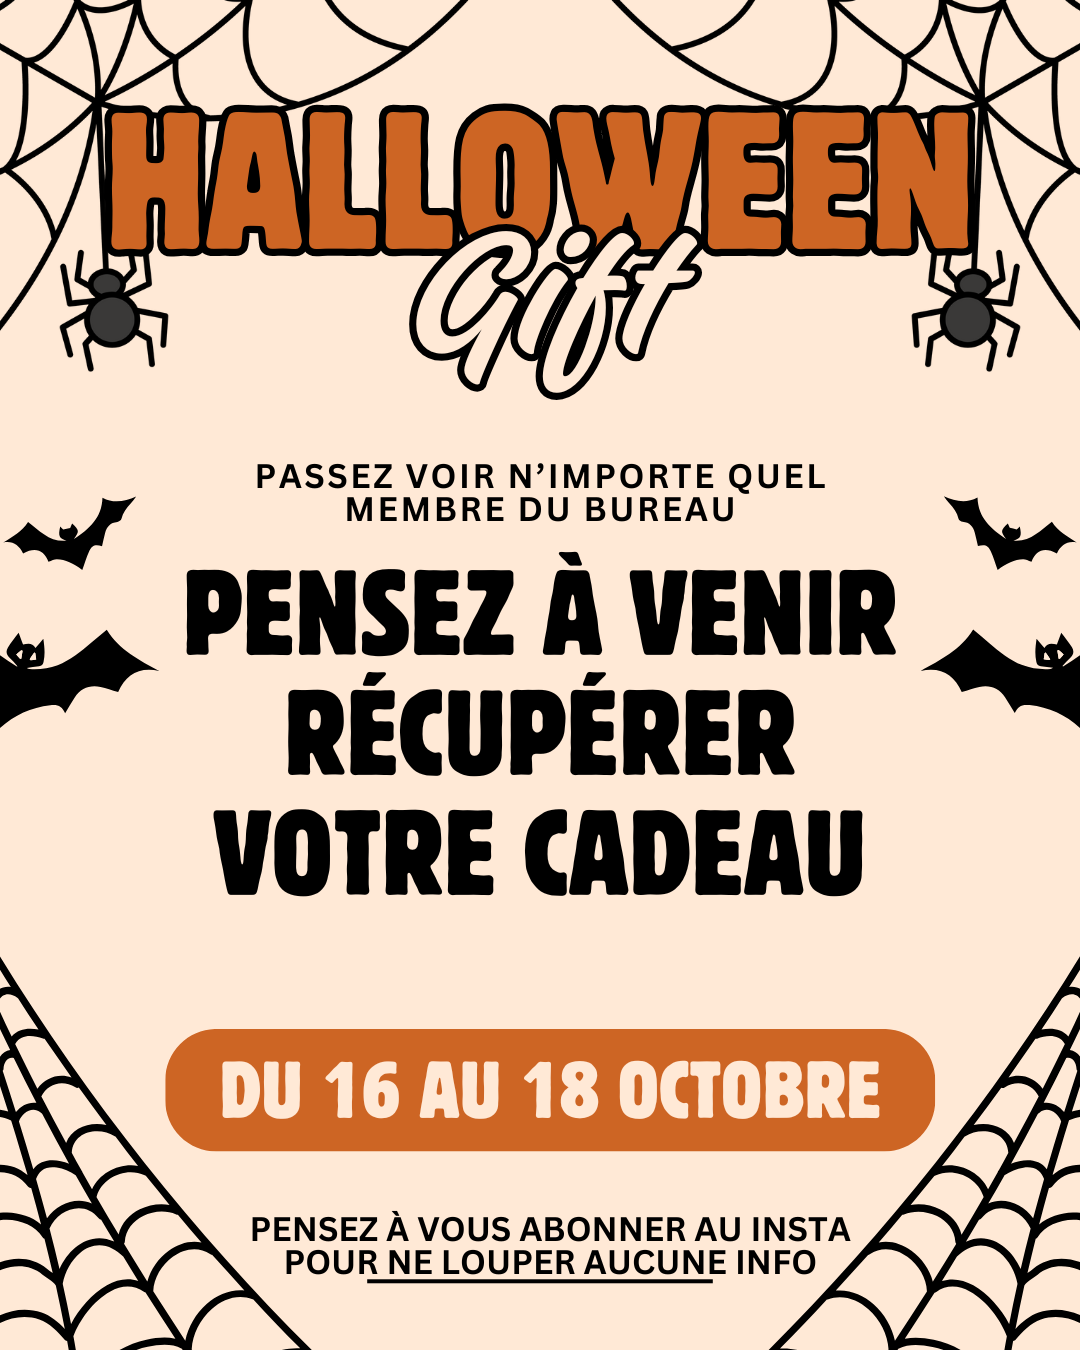 HALLOWEEN
Gift
PASSEZ VOIR N’IMPORTE QUEL
MEMBRE DU BUREAU
PENSEZ À VENIR
RÉCUPÉRER
VOTRE CADEAU
DU 16 AU 18 OCTOBRE
PENSEZ À VOUS ABONNER AU INSTA
POUR NE LOUPER AUCUNE INFO